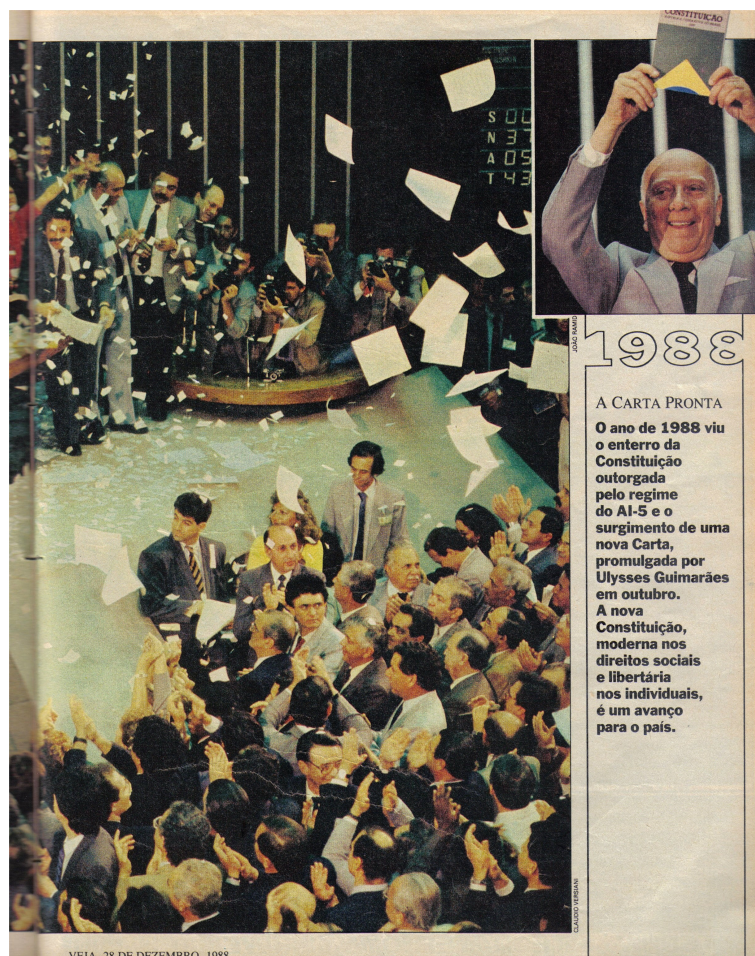 CONSTITUIÇÃO
S 00
N 37
A 05
T 43
JOÃO RAMID
1988
A CARTA PRONTA
O ano de 1988 viu
o enterro da
Constituição
outorgada
pelo regime
do AI-5 e o
surgimento de uma
nova Carta,
promulgada por
Ulysses Guimarães
em outubro.
A nova
Constituição,
moderna nos
direitos sociais
e libertária
nos individuais,
é um avanço
para o país.
CLAUDIO VERSIANI
VEJA, 28 DE DEZEMBRO, 1988